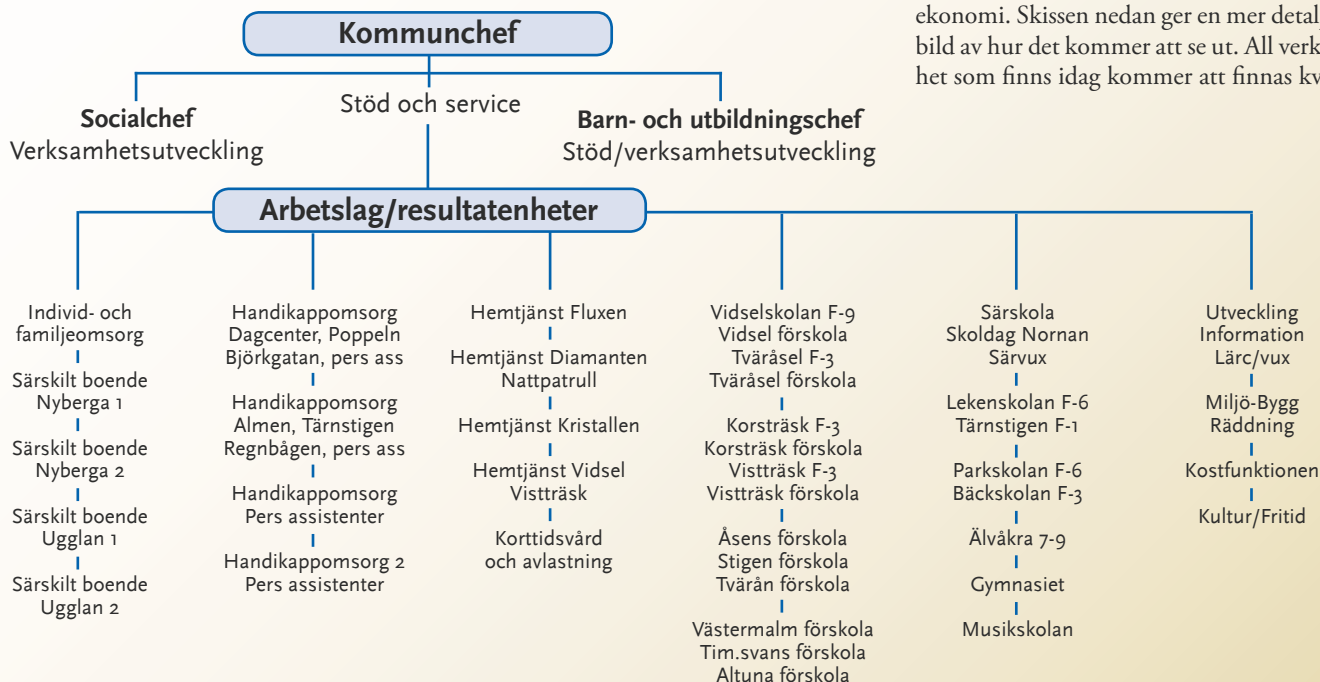 ekonomi. Skissen nedan ger en mer
bild av hur det kommer att se ut. All
het som finns idag kommer att finnas
Kommunchef
Socialchef
Verksamhetsutveckling
Stöd och service
Barn- och utbildningschef
Stöd/verksamhetsutveckling
Arbetslag/resultatenheter
Individ- och
familjeomsorg
Särskilt boende
Nyberga 1
Särskilt boende
Nyberga 2
Särskilt boende
Ugglan 1
Särskilt boende
Ugglan 2
Handikappomsorg
Dagcenter, Poppeln
Björkgatan, pers ass
Handikappomsorg
Almen, Tärnstigen
Regnbågen, pers ass
Handikappomsorg
Pers assistenter
Handikappomsorg 2
Pers assistenter
Hemtjänst Fluxen
Hemtjänst Diamanten
Nattpatrull
Hemtjänst Kristallen
Hemtjänst Vidsel
Vistträsk
Korttidsvård
och avlastning
Vidselskolan F-9
Vidsel förskola
Tväråsel F-3
Tväråsel förskola
Korsträsk F-3
Korsträsk förskola
Vistträsk F-3
Vistträsk förskola
Åsens förskola
Stigen förskola
Tvärån förskola
Västermalm förskola
Tim.svans förskola
Altuna förskola
Särskola
Skoldag Nornan
Särvux
Lekenskolan F-6
Tärnstigen F-1
Parkskolan F-6
Bäckskolan F-3
Älvåkra 7-9
Gymnasiet
Musikskolan
Utveckling
Information
Lärc/vux
Miljö-Bygg
Räddning
Kostfunktionen
Kultur/Fritid